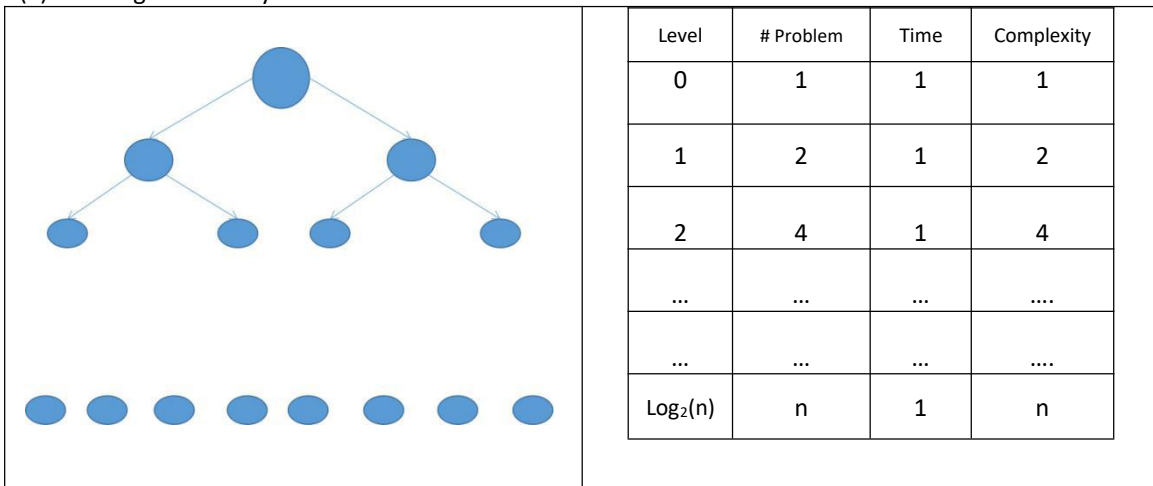 Level # Problem Time Complexity
0 1 1 1
1 2 1 2
2 4 1 4
... ... ... ....
... ... ... ....
Log₂(n) n 1 n